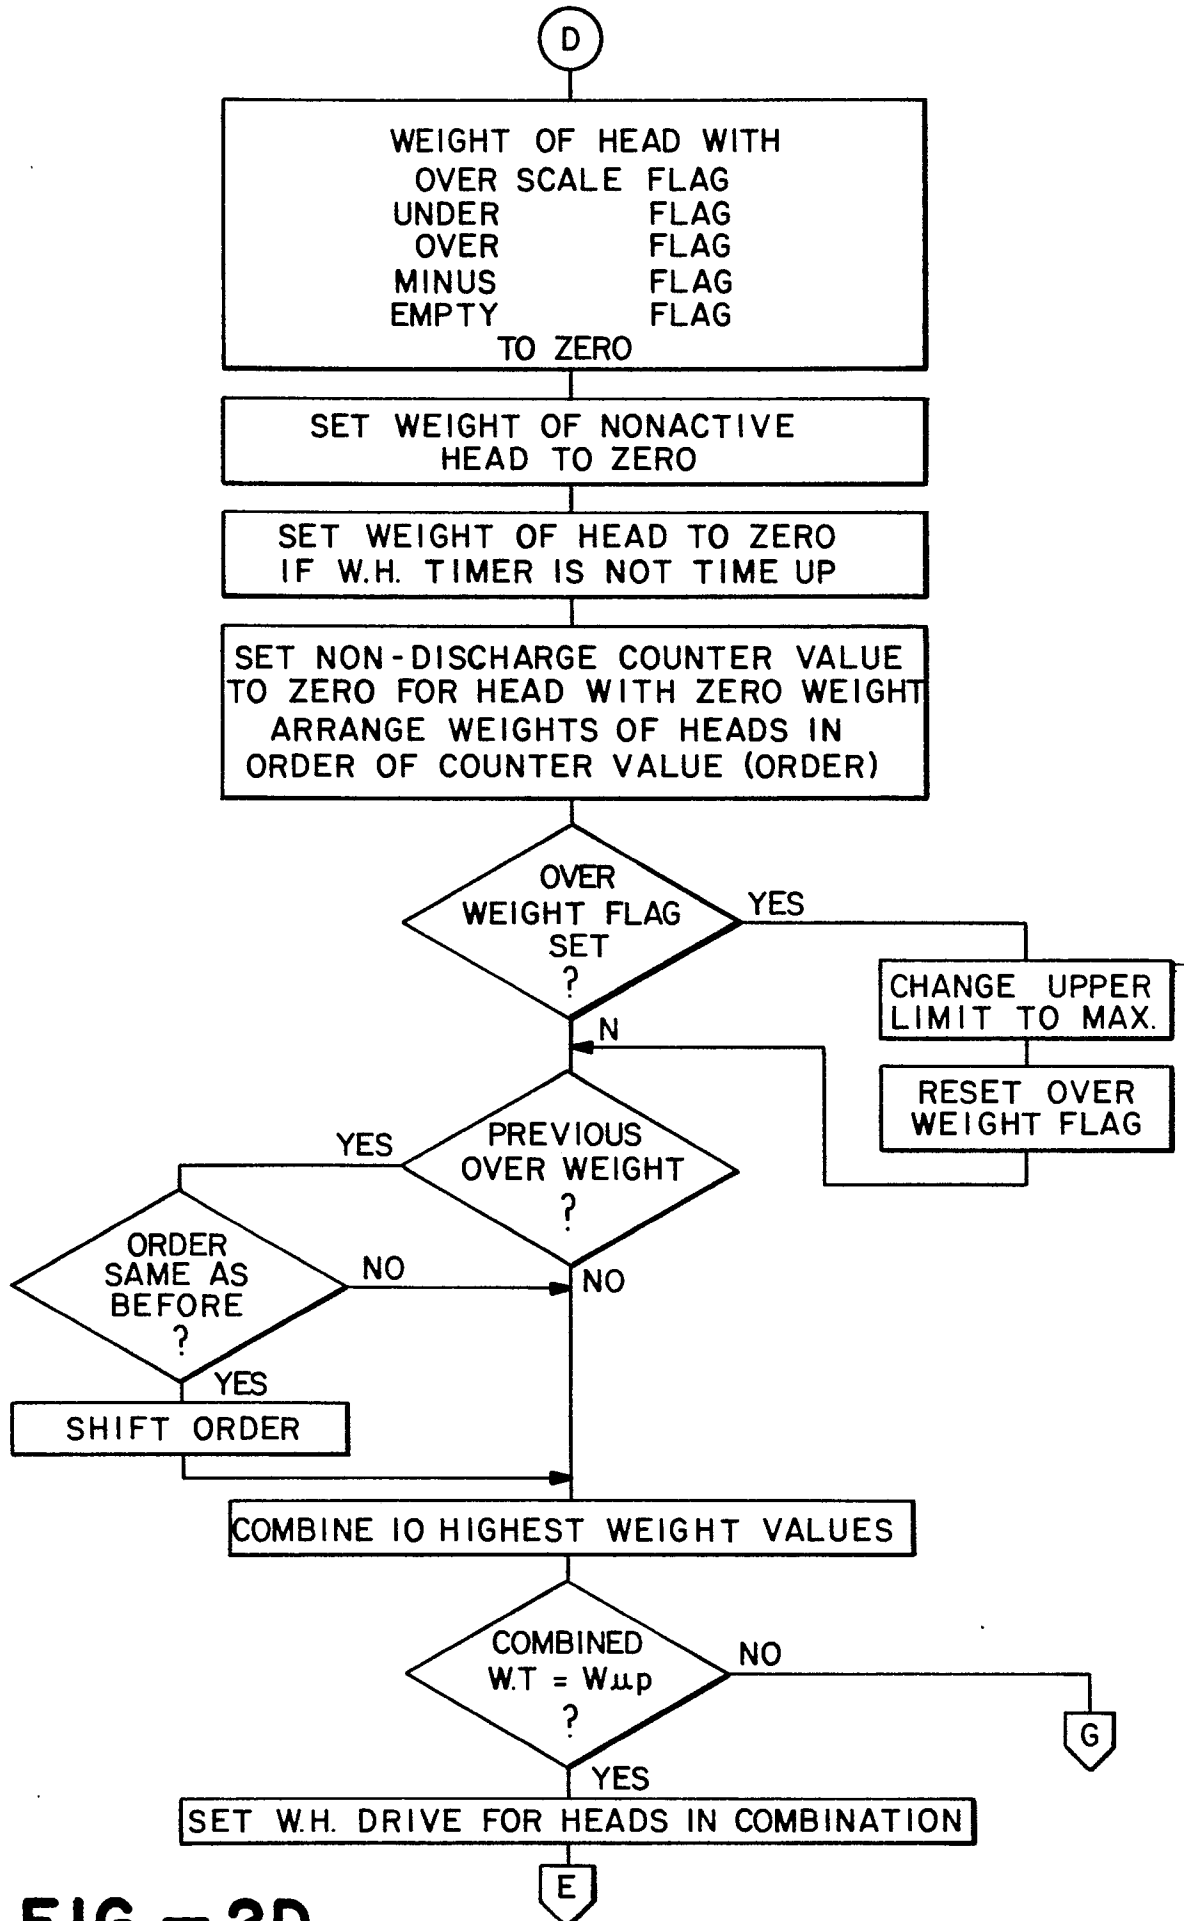 D
WEIGHT OF HEAD WITH
OVER SCALE FLAG
UNDER FLAG
OVER FLAG
MINUS FLAG
EMPTY FLAG
TO ZERO
SET WEIGHT OF NONACTIVE
HEAD TO ZERO
SET WEIGHT OF HEAD TO ZERO
IF W.H. TIMER IS NOT TIME UP
SET NON-DISCHARGE COUNTER VALUE
TO ZERO FOR HEAD WITH ZERO WEIGHT
ARRANGE WEIGHTS OF HEADS IN
ORDER OF COUNTER VALUE (ORDER)
OVER
WEIGHT FLAG
SET
?
YES
CHANGE UPPER
LIMIT TO MAX.
RESET OVER
WEIGHT FLAG
N
PREVIOUS
OVER WEIGHT
?
YES
NO
ORDER
SAME AS
BEFORE
?
NO
YES
SHIFT ORDER
COMBINE 10 HIGHEST WEIGHT VALUES
COMBINED
W.T = Wμp
?
NO
G
YES
SET W.H. DRIVE FOR HEADS IN COMBINATION
E